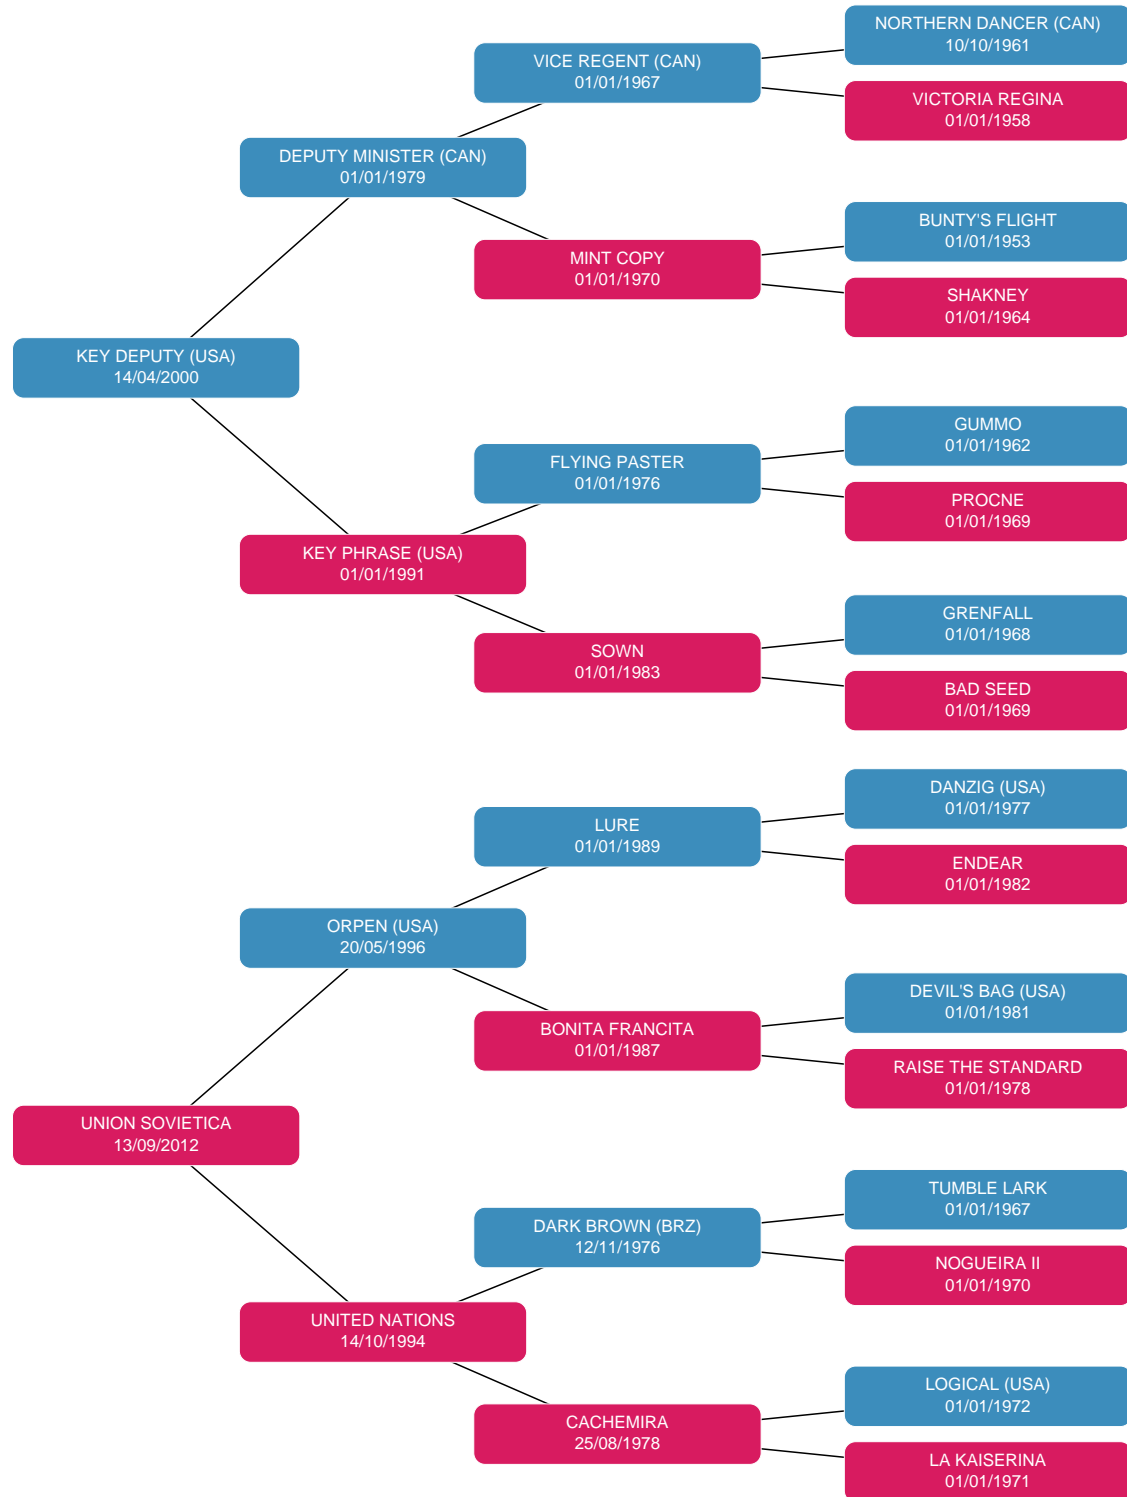 NORTHERN DANCER (CAN)
10/10/1961
VICE REGENT (CAN)
01/01/1967
VICTORIA REGINA
01/01/1958
DEPUTY MINISTER (CAN)
01/01/1979
BUNTY'S FLIGHT
01/01/1953
MINT COPY
01/01/1970
SHAKNEY
01/01/1964
KEY DEPUTY (USA)
14/04/2000
GUMMO
01/01/1962
FLYING PASTER
01/01/1976
PROCNE
01/01/1969
KEY PHRASE (USA)
01/01/1991
GRENFALL
01/01/1968
SOWN
01/01/1983
BAD SEED
01/01/1969
DANZIG (USA)
01/01/1977
LURE
01/01/1989
ENDEAR
01/01/1982
ORPEN (USA)
20/05/1996
DEVIL'S BAG (USA)
01/01/1981
BONITA FRANCITA
01/01/1987
RAISE THE STANDARD
01/01/1978
UNION SOVIETICA
13/09/2012
TUMBLE LARK
01/01/1967
DARK BROWN (BRZ)
12/11/1976
NOGUEIRA II
01/01/1970
UNITED NATIONS
14/10/1994
LOGICAL (USA)
01/01/1972
CACHEMIRA
25/08/1978
LA KAISERINA
01/01/1971